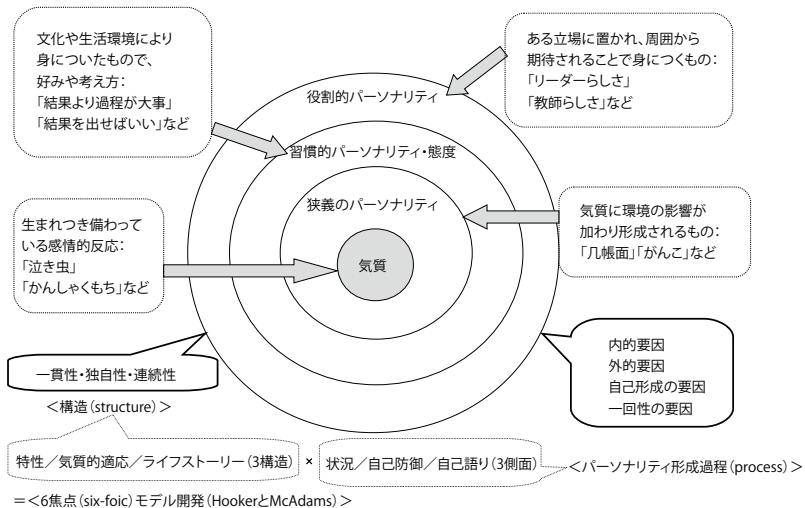 文化や生活環境により
身についたもので、
好みや考え方：
「結果より過程が大事」
「結果を出せばいい」など
ある立場に置かれ、周囲から
期待されることで身につくもの：
「リーダーらしさ」
「教師らしさ」など
役割的パーソナリティ
習慣的パーソナリティ・態度
狭義のパーソナリティ
気質
生まれつき備わって
いる感情的反応：
「泣き虫」
「かんしゃくもち」など
気質に環境の影響が
加わり形成されるもの：
「几帳面」「がんこ」など
一貫性・独自性・連続性
内的要因
外的要因
自己形成の要因
一回性の要因
＜構造（structure）＞
特性／気質的適応／ライフストーリー（3構造） × 状況／自己防御／自己語り（3側面） ＜パーソナリティ形成過程（process）＞
＝＜6焦点（six-foic）モデル開発（HookerとMcAdams）＞